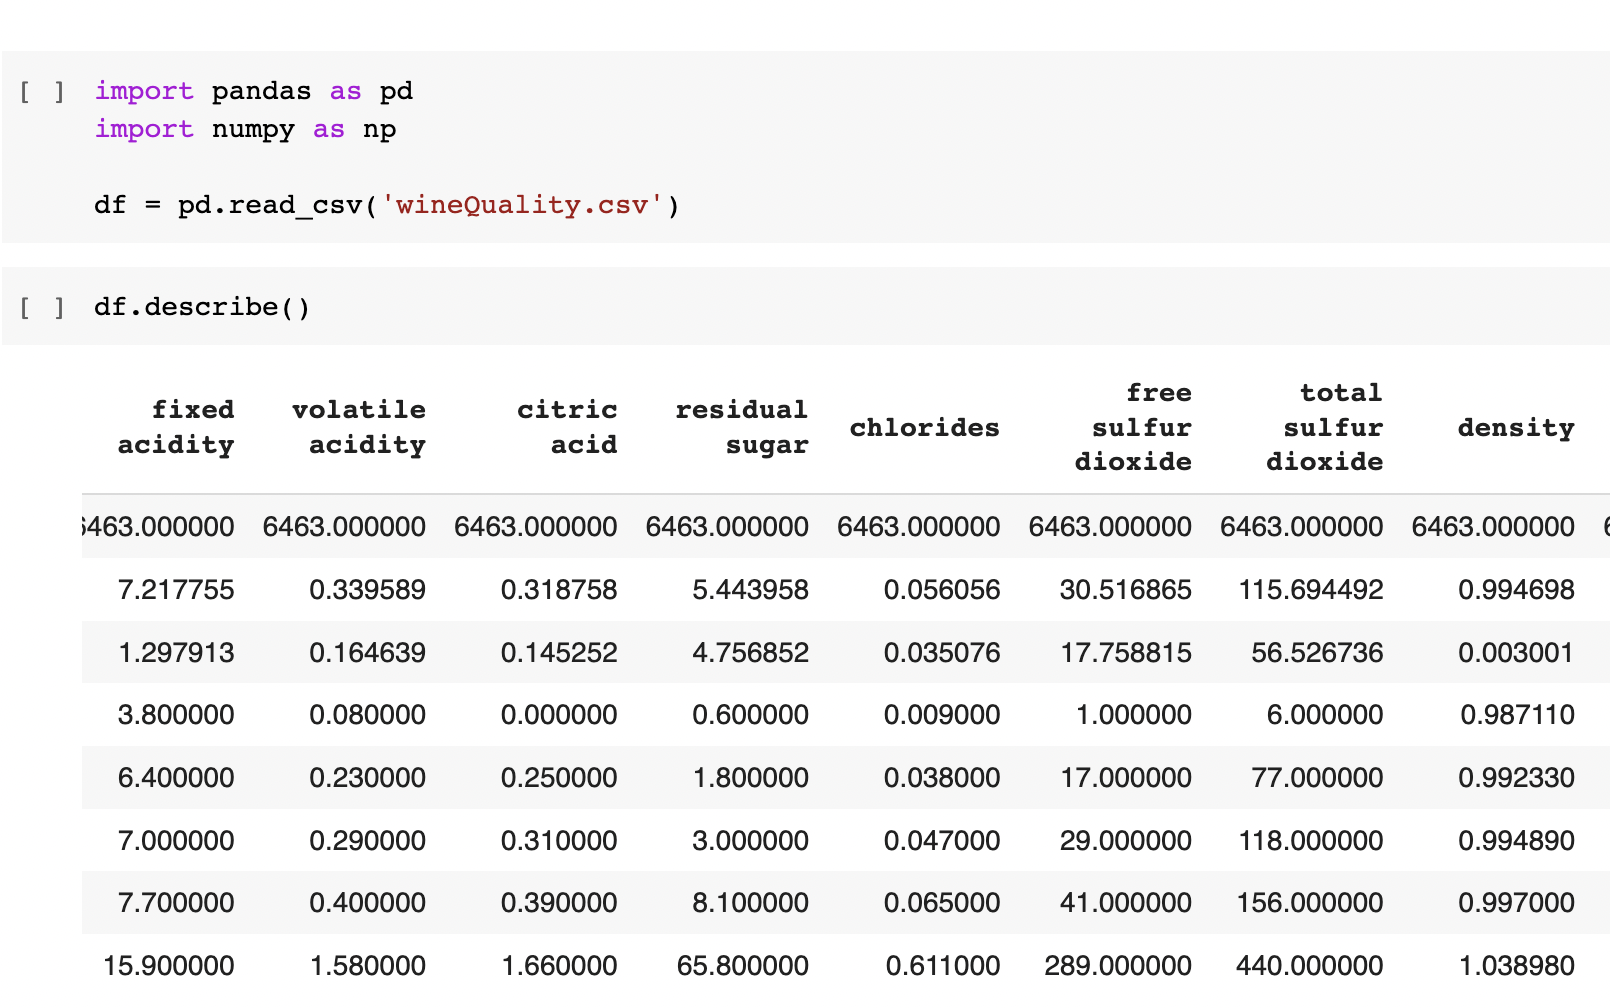 [ ] import pandas as pd
import numpy as np
df = pd.read_csv('wineQuality.csv')
[ ] df.describe()
fixed acidity volatile acidity citric acid residual sugar chlorides free sulfur dioxide total sulfur dioxide density
6463.000000 6463.000000 6463.000000 6463.000000 6463.000000 6463.000000 6463.000000 6463.000000
7.217755 0.339589 0.318758 5.443958 0.056056 30.516865 115.694492 0.994698
1.297913 0.164639 0.145252 4.756852 0.035076 17.758815 56.526736 0.003001
3.800000 0.080000 0.000000 0.600000 0.009000 1.000000 6.000000 0.987110
6.400000 0.230000 0.250000 1.800000 0.038000 17.000000 77.000000 0.992330
7.000000 0.290000 0.310000 3.000000 0.047000 29.000000 118.000000 0.994890
7.700000 0.400000 0.390000 8.100000 0.065000 41.000000 156.000000 0.997000
15.900000 1.580000 1.660000 65.800000 0.611000 289.000000 440.000000 1.038980